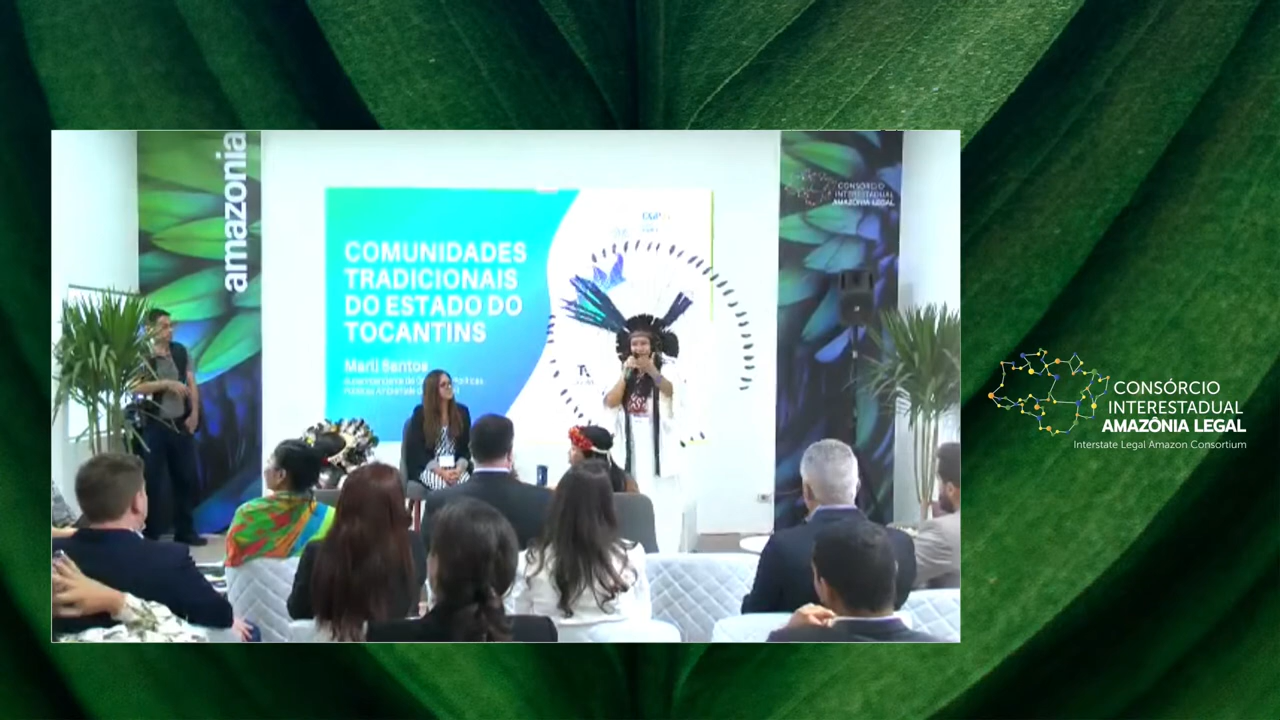 amazonia
CONSÓRCIO
INTERESTADUAL
AMAZÔNIA LEGAL
COMUNIDADES
TRADICIONAIS
DO ESTADO DO
TOCANTINS
Marli Santos
CONSÓRCIO
INTERESTADUAL
AMAZÔNIA LEGAL
Interstate Legal Amazon Consortium